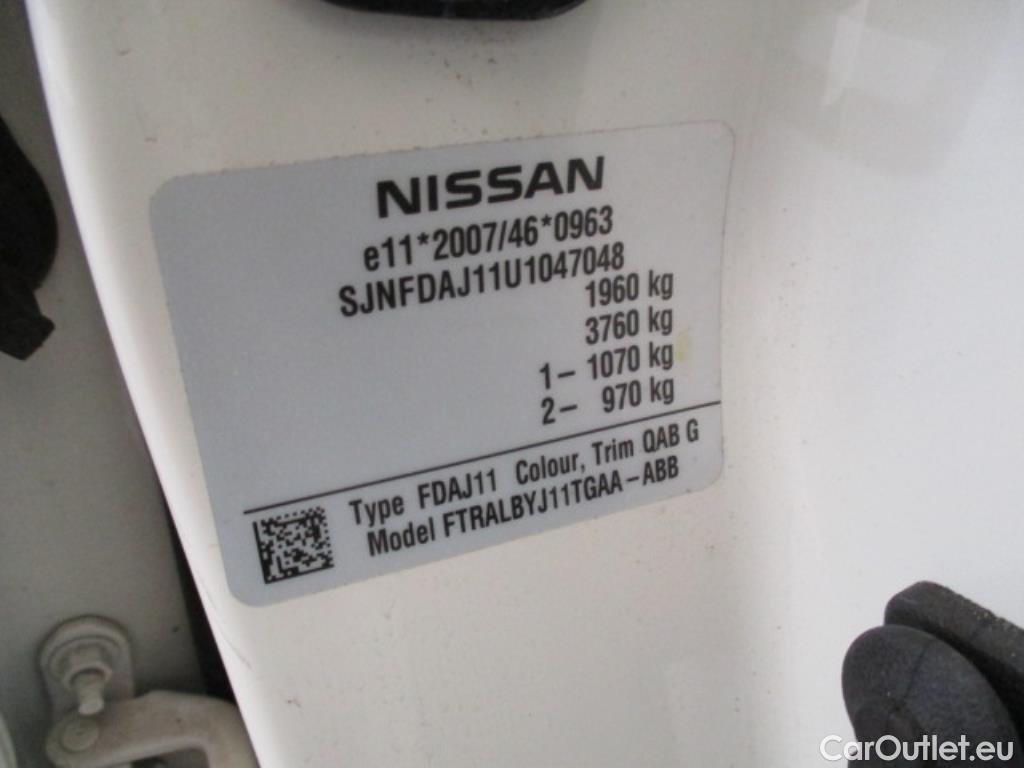 NISSAN
e11*2007/46*0963
SJNFDAJ11U1047048
1960 kg
3760 kg
1– 1070 kg
2– 970 kg
Type FDAJ11 Colour, Trim QAB G
Model FTRALBYJ11TGAA–ABB
CarOutlet.eu